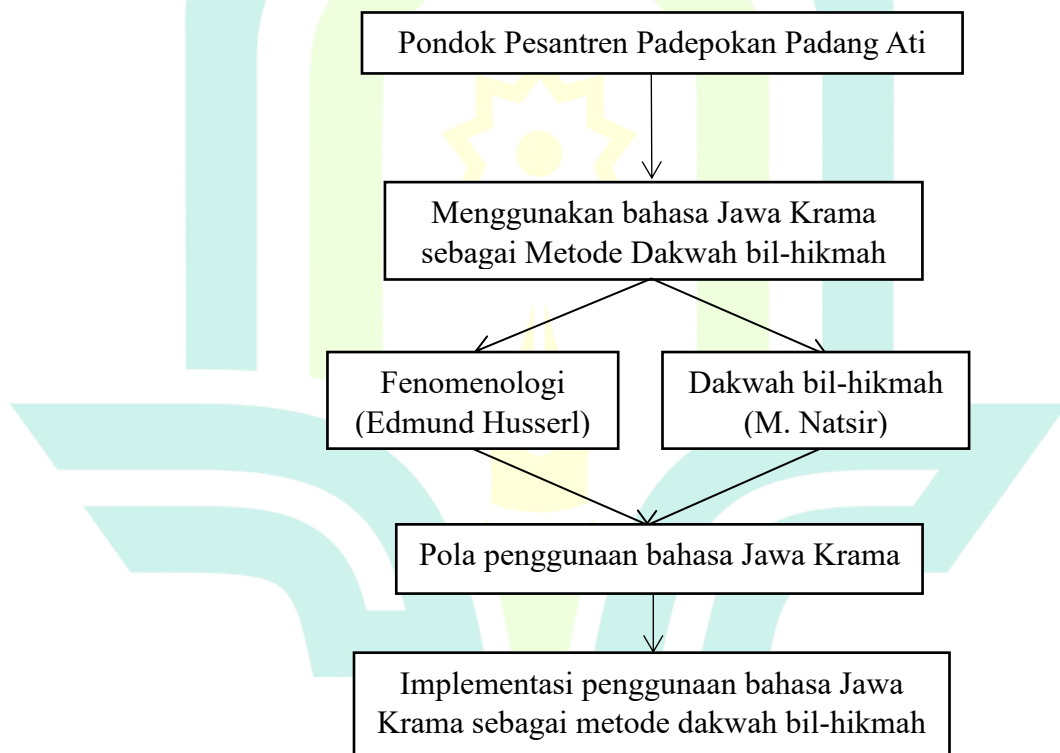 Pondok Pesantren Padepokan Padang Ati
Menggunakan bahasa Jawa Krama
sebagai Metode Dakwah bil-hikmah
Fenomenologi
(Edmund Husserl)
Dakwah bil-hikmah
(M. Natsir)
Pola penggunaan bahasa Jawa Krama
Implementasi penggunaan bahasa Jawa
Krama sebagai metode dakwah bil-hikmah